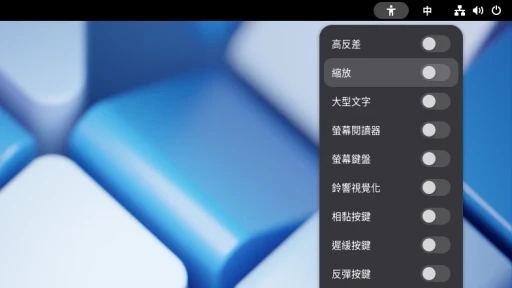 中
高反差
縮放
大型文字
螢幕閱讀器
螢幕鍵盤
鈴響視覺化
相黏按鍵
遲緩按鍵
反彈按鍵